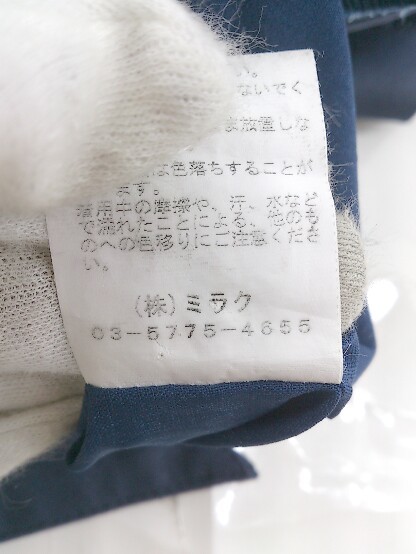 い。
ないでく
ま放置しな
は色落ちすることが
ます。
着用中の摩擦や、汗、水など
で濡れたことによる、他のも
のへの色移りにご注意くださ
い。
(株)ミラク
03-5775-4655